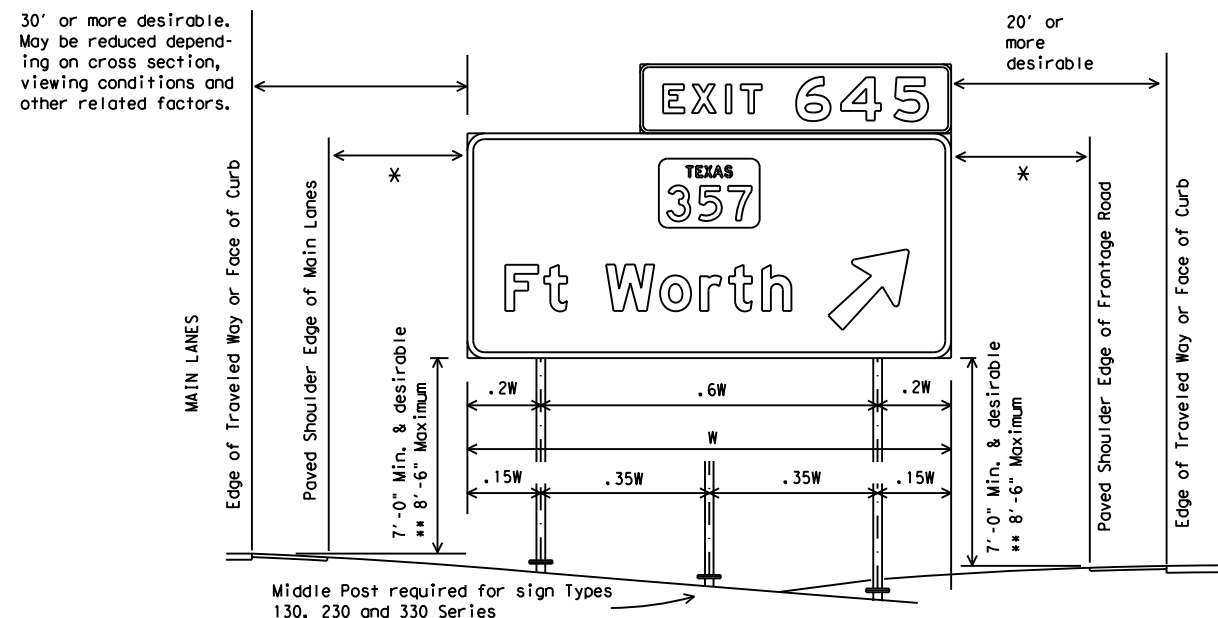 30' or more desirable.
May be reduced depend-
ing on cross section,
viewing conditions and
other related factors.
20' or
more
desirable
EXIT 645
TEXAS
357
Ft Worth
*
*
MAIN LANES
Edge of Traveled Way or Face of Curb
Paved Shoulder Edge of Main Lanes
7'-0" Min. & desirable
** 8'-6" Maximum
7'-0" Min. & desirable
** 8'-6" Maximum
Paved Shoulder Edge of Frontage Road
Edge of Traveled Way or Face of Curb
.2W .6W .2W
W
.15W .35W .35W .15W
Middle Post required for sign Types
130, 230 and 330 Series